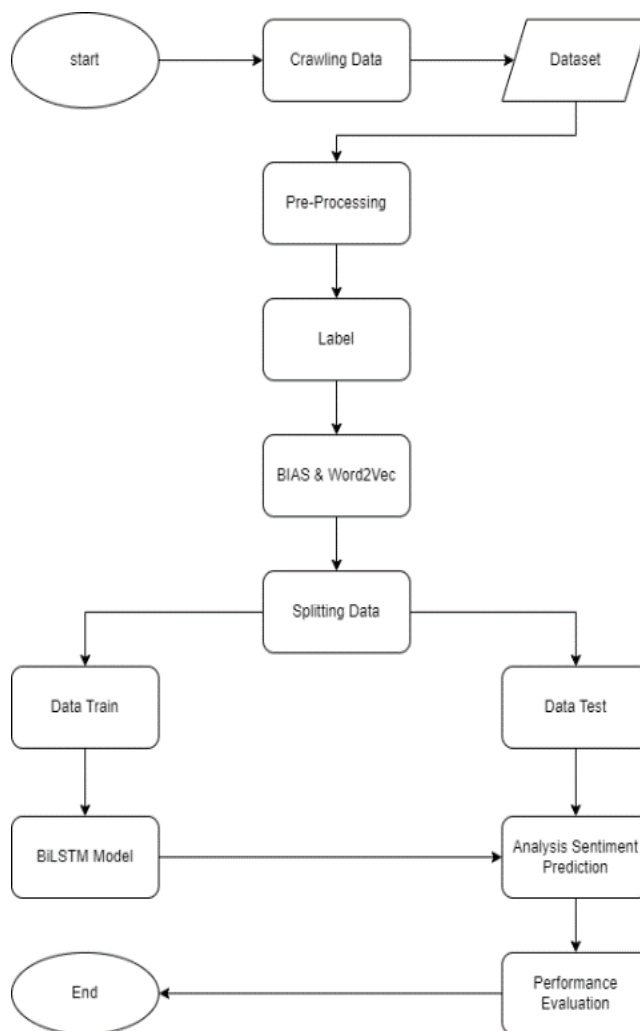 start
Crawling Data
Dataset
Pre-Processing
Label
BIAS & Word2Vec
Splitting Data
Data Train
Data Test
BiLSTM Model
Analysis Sentiment
Prediction
End
Performance
Evaluation